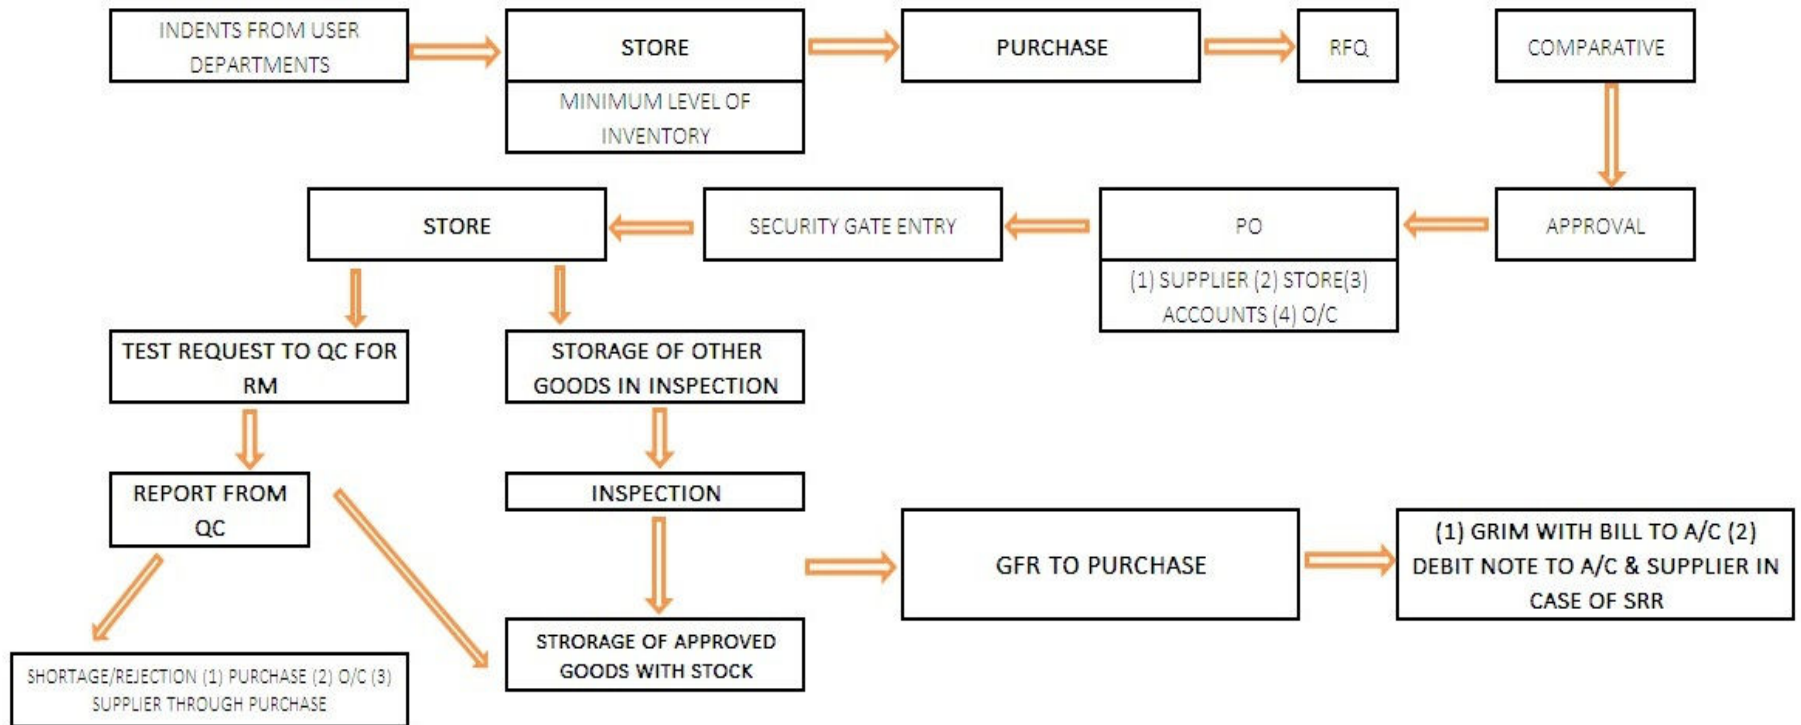 INDENTS FROM USER
DEPARTMENTS
STORE
MINIMUM LEVEL OF
INVENTORY
PURCHASE
RFQ
COMPARATIVE
STORE
SECURITY GATE ENTRY
PO
(1) SUPPLIER (2) STORE(3)
ACCOUNTS (4) O/C
APPROVAL
TEST REQUEST TO QC FOR
RM
STORAGE OF OTHER
GOODS IN INSPECTION
REPORT FROM
QC
INSPECTION
GFR TO PURCHASE
(1) GRIM WITH BILL TO A/C (2)
DEBIT NOTE TO A/C & SUPPLIER IN
CASE OF SRR
STRORAGE OF APPROVED
GOODS WITH STOCK
SHORTAGE/REJECTION (1) PURCHASE (2) O/C (3)
SUPPLIER THROUGH PURCHASE